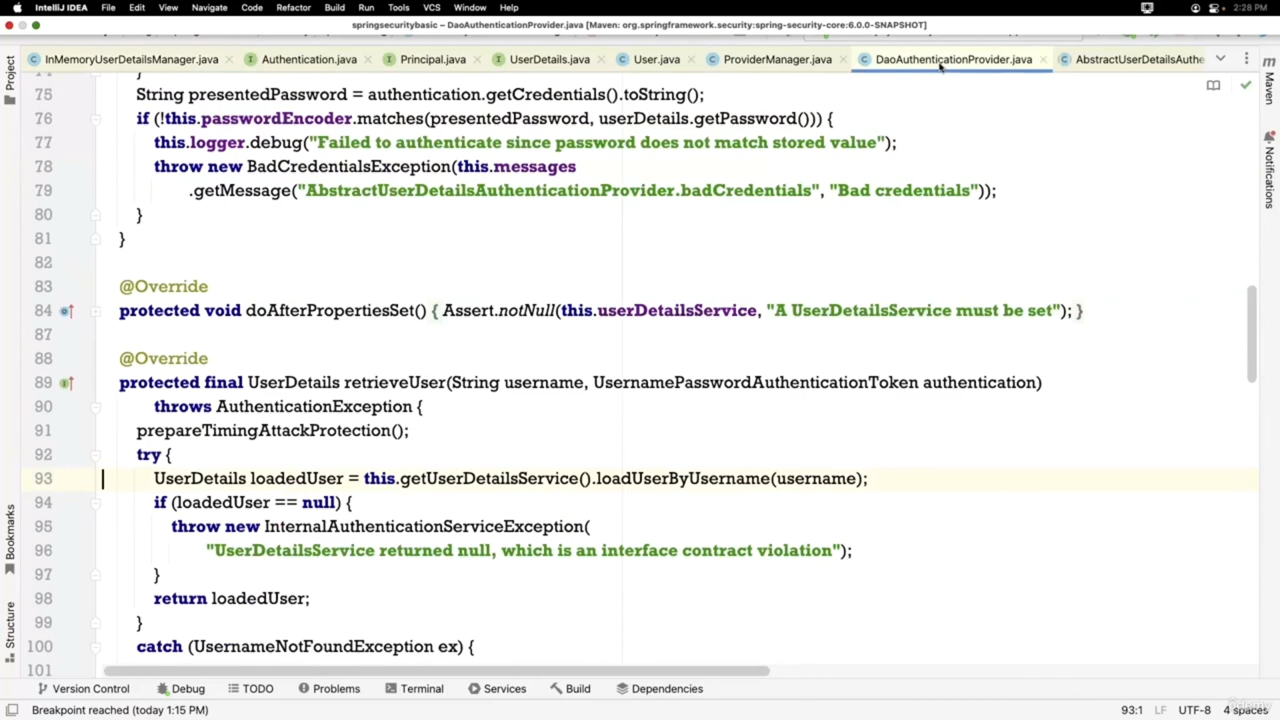 IntelliJ IDEA File Edit View Navigate Code Refactor Build Run Tools VCS Window Help 2:28 PM
springsecuritybasic – DaoAuthenticationProvider.java [Maven: org.springframework.security:spring-security-core:6.0.0-SNAPSHOT]
InMemoryUserDetailsManager.java Authentication.java Principal.java UserDetails.java User.java ProviderManager.java DaoAuthenticationProvider.java AbstractUserDetailsAuthe
Project
Maven
Notifications
Bookmarks
Structure
74 }
75 String presentedPassword = authentication.getCredentials().toString();
76 if (!this.passwordEncoder.matches(presentedPassword, userDetails.getPassword())) {
77 this.logger.debug("Failed to authenticate since password does not match stored value");
78 throw new BadCredentialsException(this.messages
79 .getMessage("AbstractUserDetailsAuthenticationProvider.badCredentials", "Bad credentials"));
80 }
81 }
82
83 @Override
84 protected void doAfterPropertiesSet() { Assert.notNull(this.userDetailsService, "A UserDetailsService must be set"); }
87
88 @Override
89 protected final UserDetails retrieveUser(String username, UsernamePasswordAuthenticationToken authentication)
90 throws AuthenticationException {
91 prepareTimingAttackProtection();
92 try {
93 UserDetails loadedUser = this.getUserDetailsService().loadUserByUsername(username);
94 if (loadedUser == null) {
95 throw new InternalAuthenticationServiceException(
96 "UserDetailsService returned null, which is an interface contract violation");
97 }
98 return loadedUser;
99 }
100 catch (UsernameNotFoundException ex) {
101
Version Control Debug TODO Problems Terminal Services Build Dependencies
Breakpoint reached (today 1:15 PM) 93:1 LF UTF-8 4 spaces